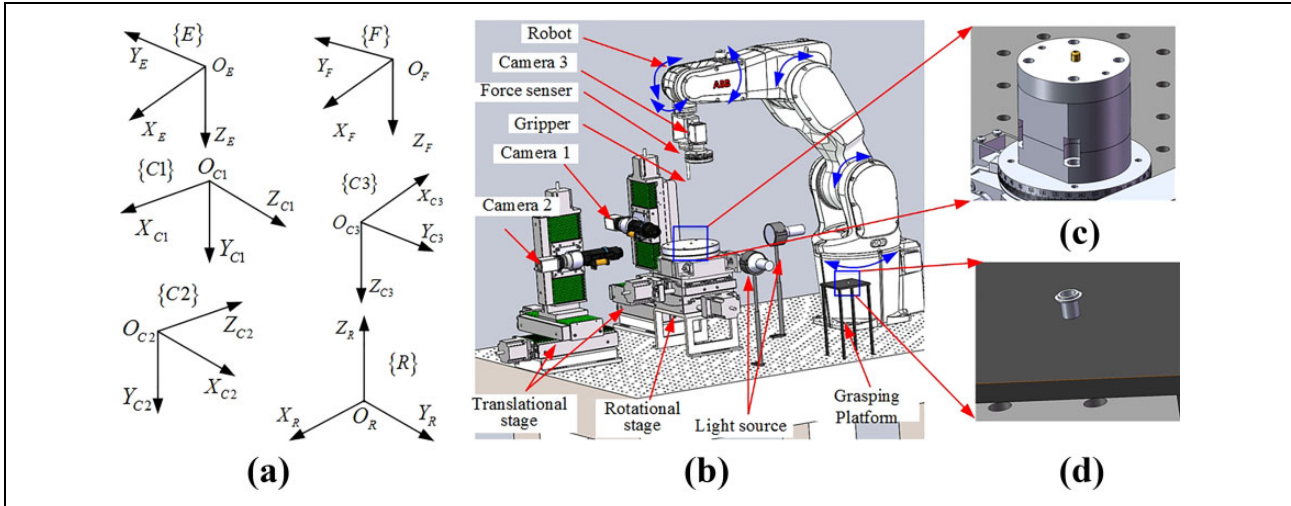 {E}
Y_E
O_E
X_E
Z_E
{F}
Y_F
O_F
X_F
Z_F
{C1}
O_C1
Z_C1
X_C1
Y_C1
{C3}
X_C3
O_C3
Y_C3
Z_C3
{C2}
O_C2
Z_C2
X_C2
Y_C2
Z_R
{R}
X_R
O_R
Y_R
(a)
Robot
Camera 3
Force senser
Gripper
Camera 1
Camera 2
ABB
Translational
stage
Rotational
stage
Light source
Grasping
Platform
(b)
(c)
(d)